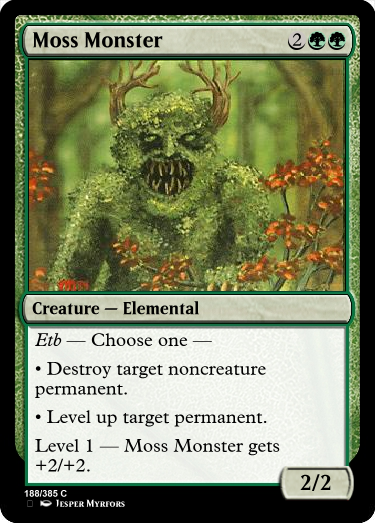 Moss Monster 2
Creature — Elemental
Etb — Choose one —
• Destroy target noncreature
permanent.
• Level up target permanent.
Level 1 — Moss Monster gets
+2/+2.
2/2
188/385 C
Jesper Myrfors